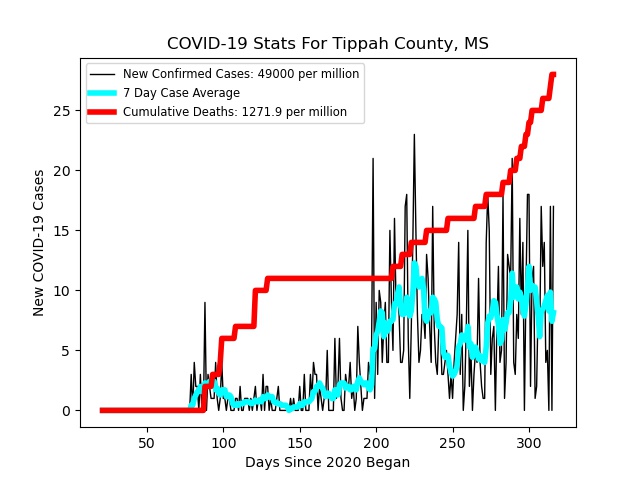 COVID-19 Stats For Tippah County, MS
New Confirmed Cases: 49000 per million
7 Day Case Average
Cumulative Deaths: 1271.9 per million
New COVID-19 Cases
25
20
15
10
5
0
50 100 150 200 250 300
Days Since 2020 Began